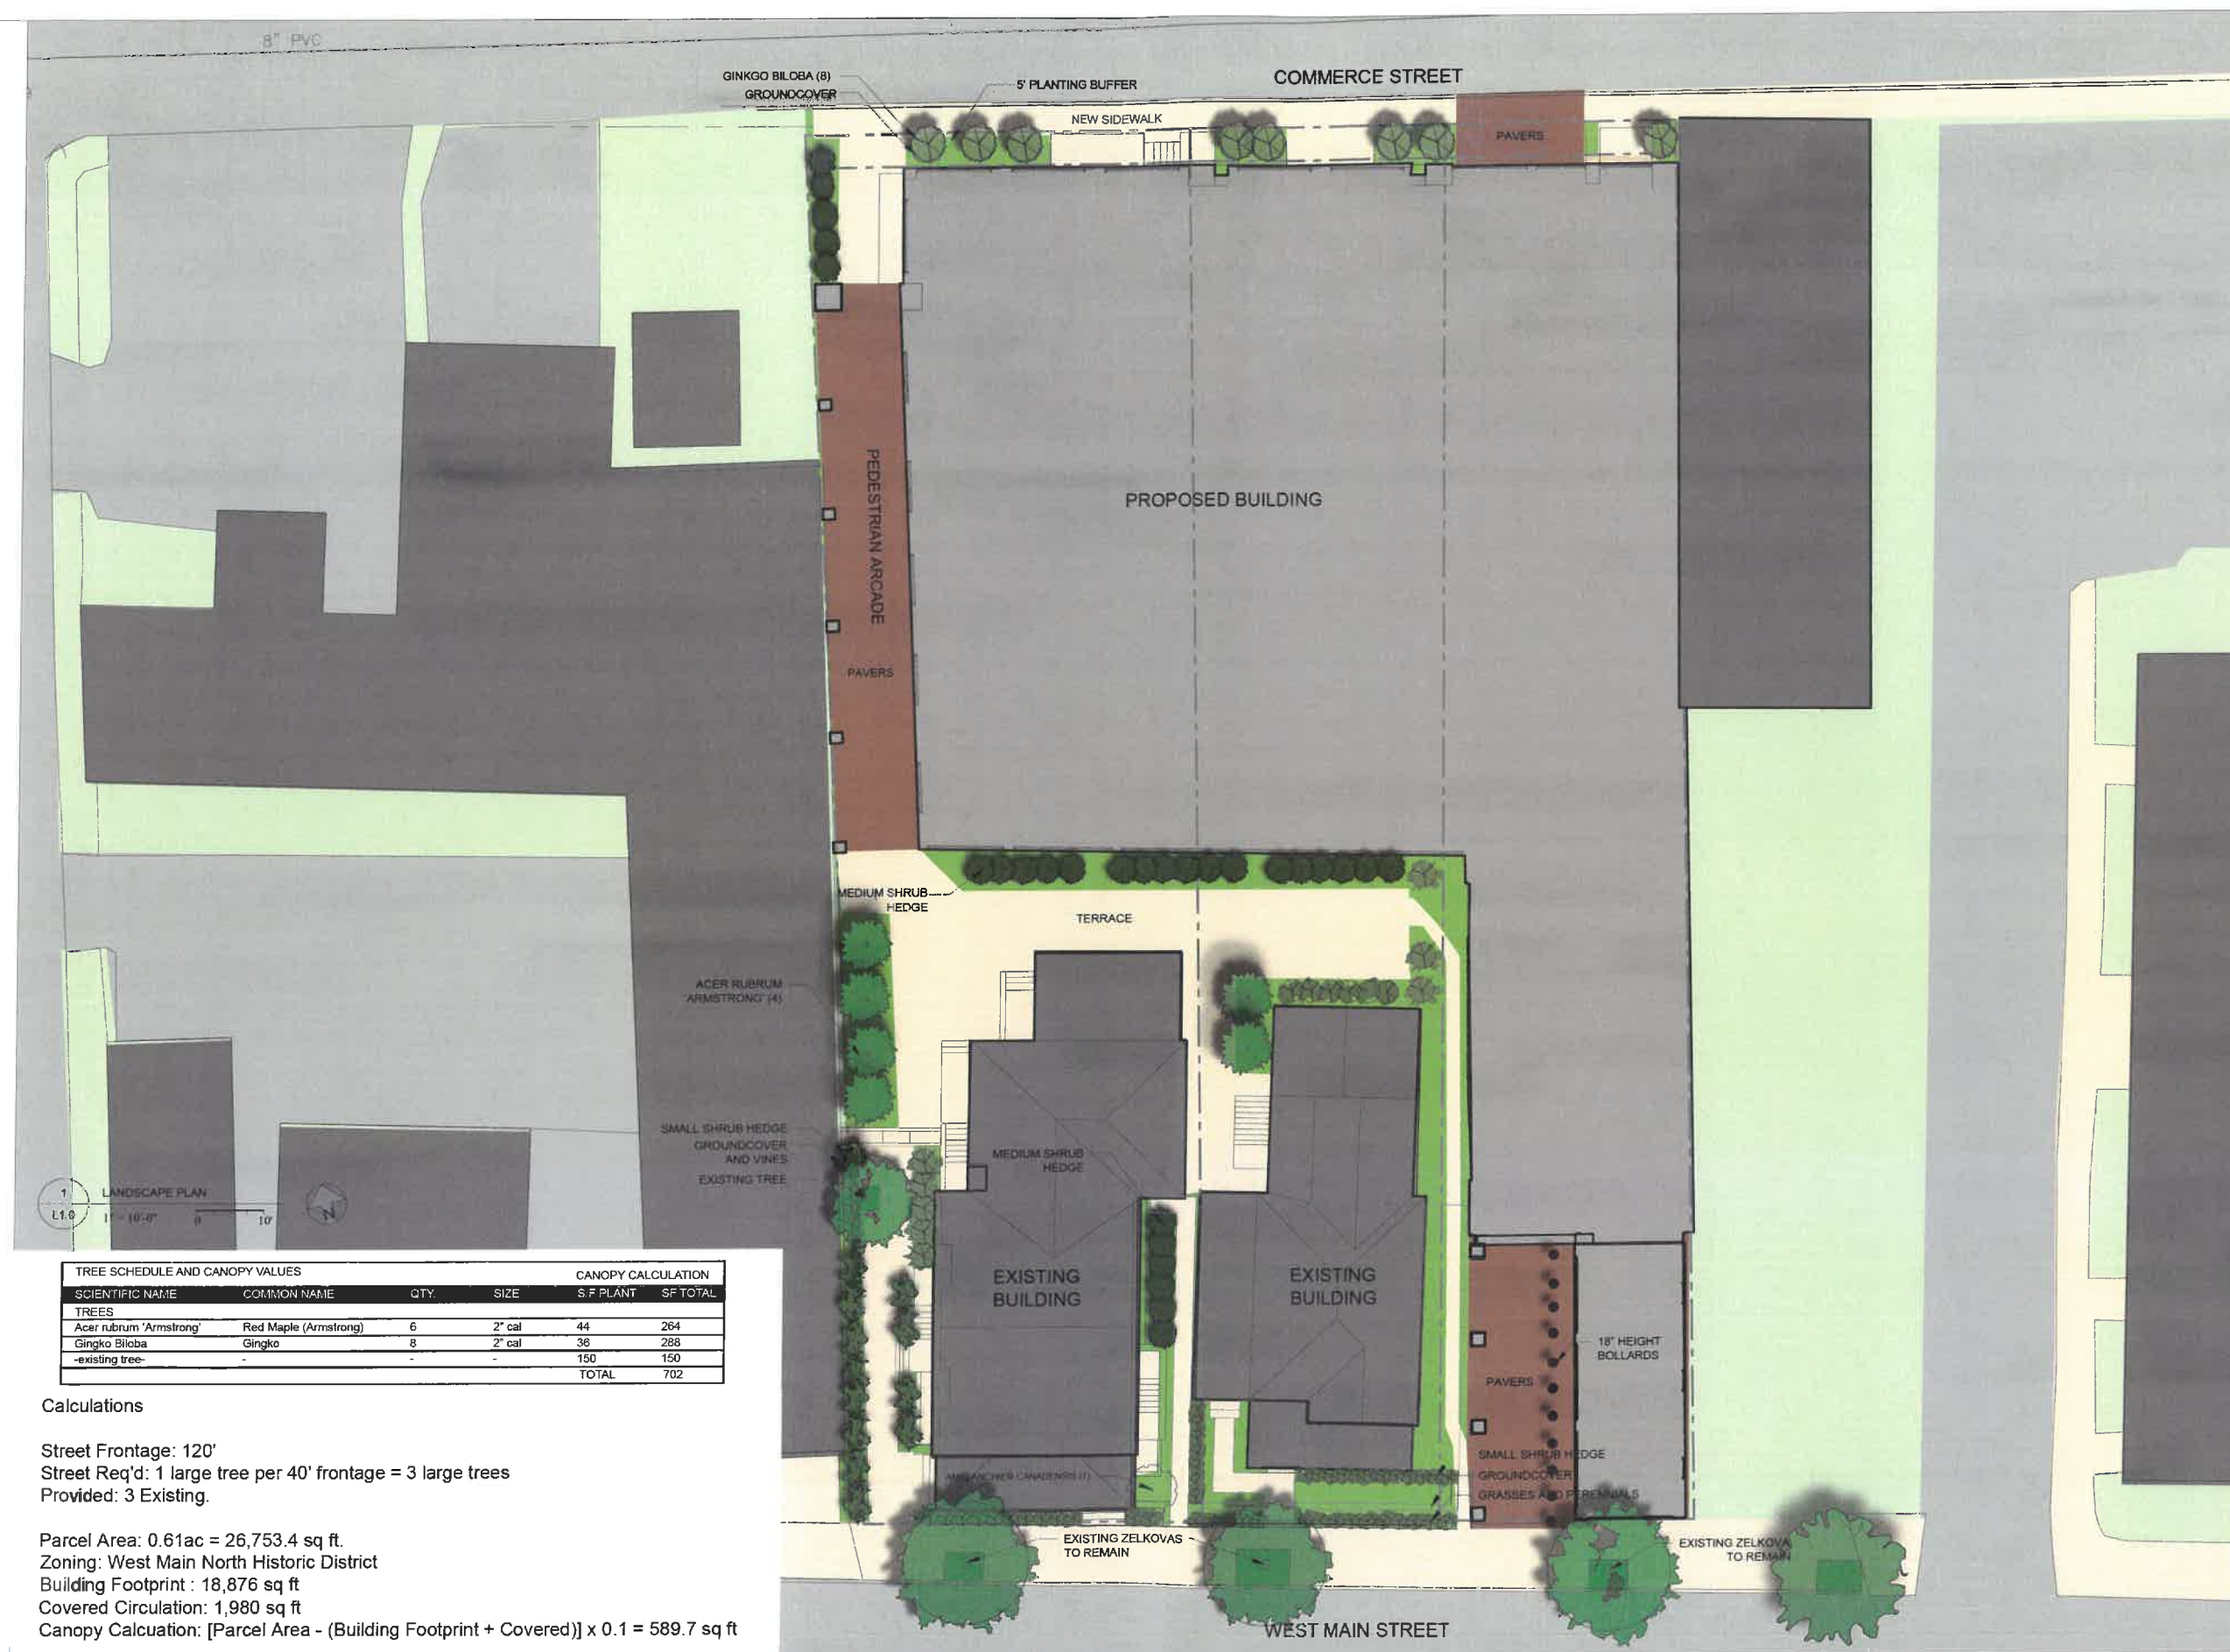 8" PVC
GINKGO BILOBA (8)
GROUNDCOVER
5' PLANTING BUFFER
COMMERCE STREET
NEW SIDEWALK
PAVERS
PEDESTRIAN ARCADE
PROPOSED BUILDING
PAVERS
MEDIUM SHRUB
HEDGE
TERRACE
ACER RUBRUM
'ARMSTRONG' (4)
SMALL SHRUB HEDGE
GROUNDCOVER
AND VINES
EXISTING TREE
MEDIUM SHRUB
HEDGE
1
L1.0
LANDSCAPE PLAN
1" = 10'-0"
0
10'
N
EXISTING
BUILDING
EXISTING
BUILDING
18" HEIGHT
BOLLARDS
PAVERS
SMALL SHRUB HEDGE
GROUNDCOVER
GRASSES AND PERENNIALS
CANADENSIS (1)
EXISTING ZELKOVAS
TO REMAIN
EXISTING ZELKOVA
TO REMAIN
WEST MAIN STREET
TREE SCHEDULE AND CANOPY VALUES CANOPY CALCULATION
SCIENTIFIC NAME COMMON NAME QTY. SIZE S.F PLANT SF TOTAL
TREES
Acer rubrum 'Armstrong' Red Maple (Armstrong) 6 2" cal 44 264
Gingko Biloba Gingko 8 2" cal 36 288
-existing tree- - - - 150 150
TOTAL 702
Calculations
Street Frontage: 120'
Street Req'd: 1 large tree per 40' frontage = 3 large trees
Provided: 3 Existing.
Parcel Area: 0.61ac = 26,753.4 sq ft.
Zoning: West Main North Historic District
Building Footprint : 18,876 sq ft
Covered Circulation: 1,980 sq ft
Canopy Calcuation: [Parcel Area - (Building Footprint + Covered)] x 0.1 = 589.7 sq ft